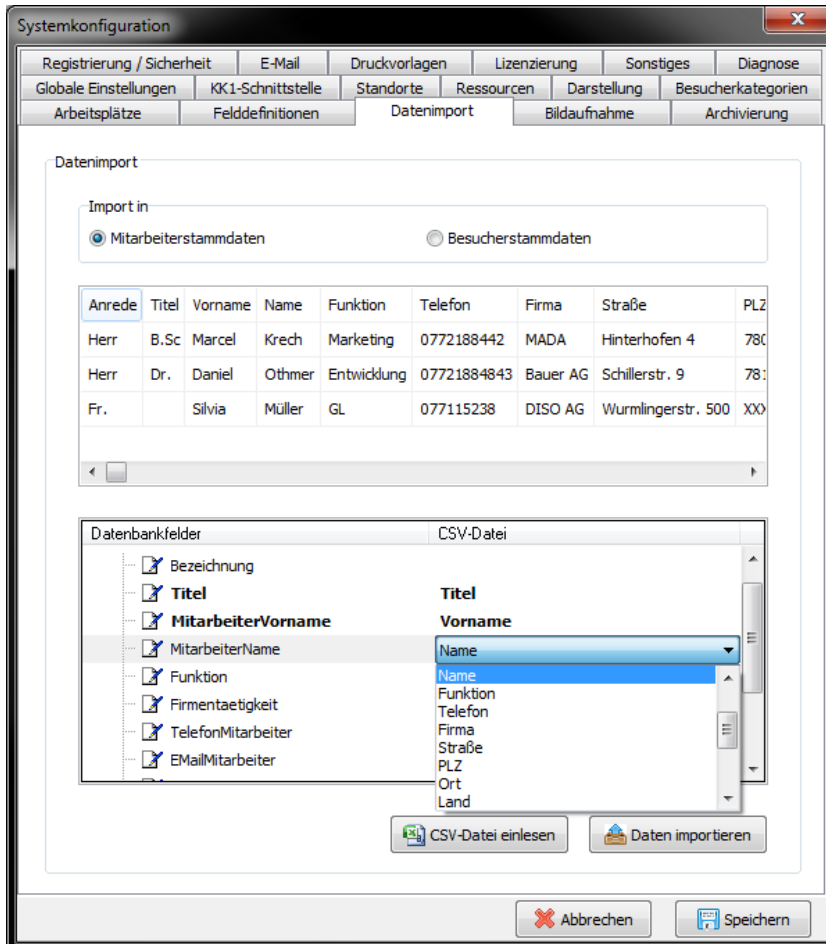 Systemkonfiguration
Registrierung / Sicherheit E-Mail Druckvorlagen Lizenzierung Sonstiges Diagnose
Globale Einstellungen KK1-Schnittstelle Standorte Ressourcen Darstellung Besucherkategorien
Arbeitsplätze Felddefinitionen Datenimport Bildaufnahme Archivierung
Datenimport
Import in
Mitarbeiterstammdaten Besucherstammdaten
Anrede Titel Vorname Name Funktion Telefon Firma Straße PLZ
Herr B.Sc Marcel Krech Marketing 0772188442 MADA Hinterhofen 4 780
Herr Dr. Daniel Othmer Entwicklung 07721884843 Bauer AG Schillerstr. 9 781
Fr. Silvia Müller GL 077115238 DISO AG Wurmlingerstr. 500 XXX
Datenbankfelder CSV-Datei
Bezeichnung
Titel Titel
MitarbeiterVorname Vorname
MitarbeiterName Name
Funktion
Firmentaetigkeit
TelefonMitarbeiter
EMailMitarbeiter
Name
Funktion
Telefon
Firma
Straße
PLZ
Ort
Land
CSV-Datei einlesen Daten importieren
Abbrechen Speichern